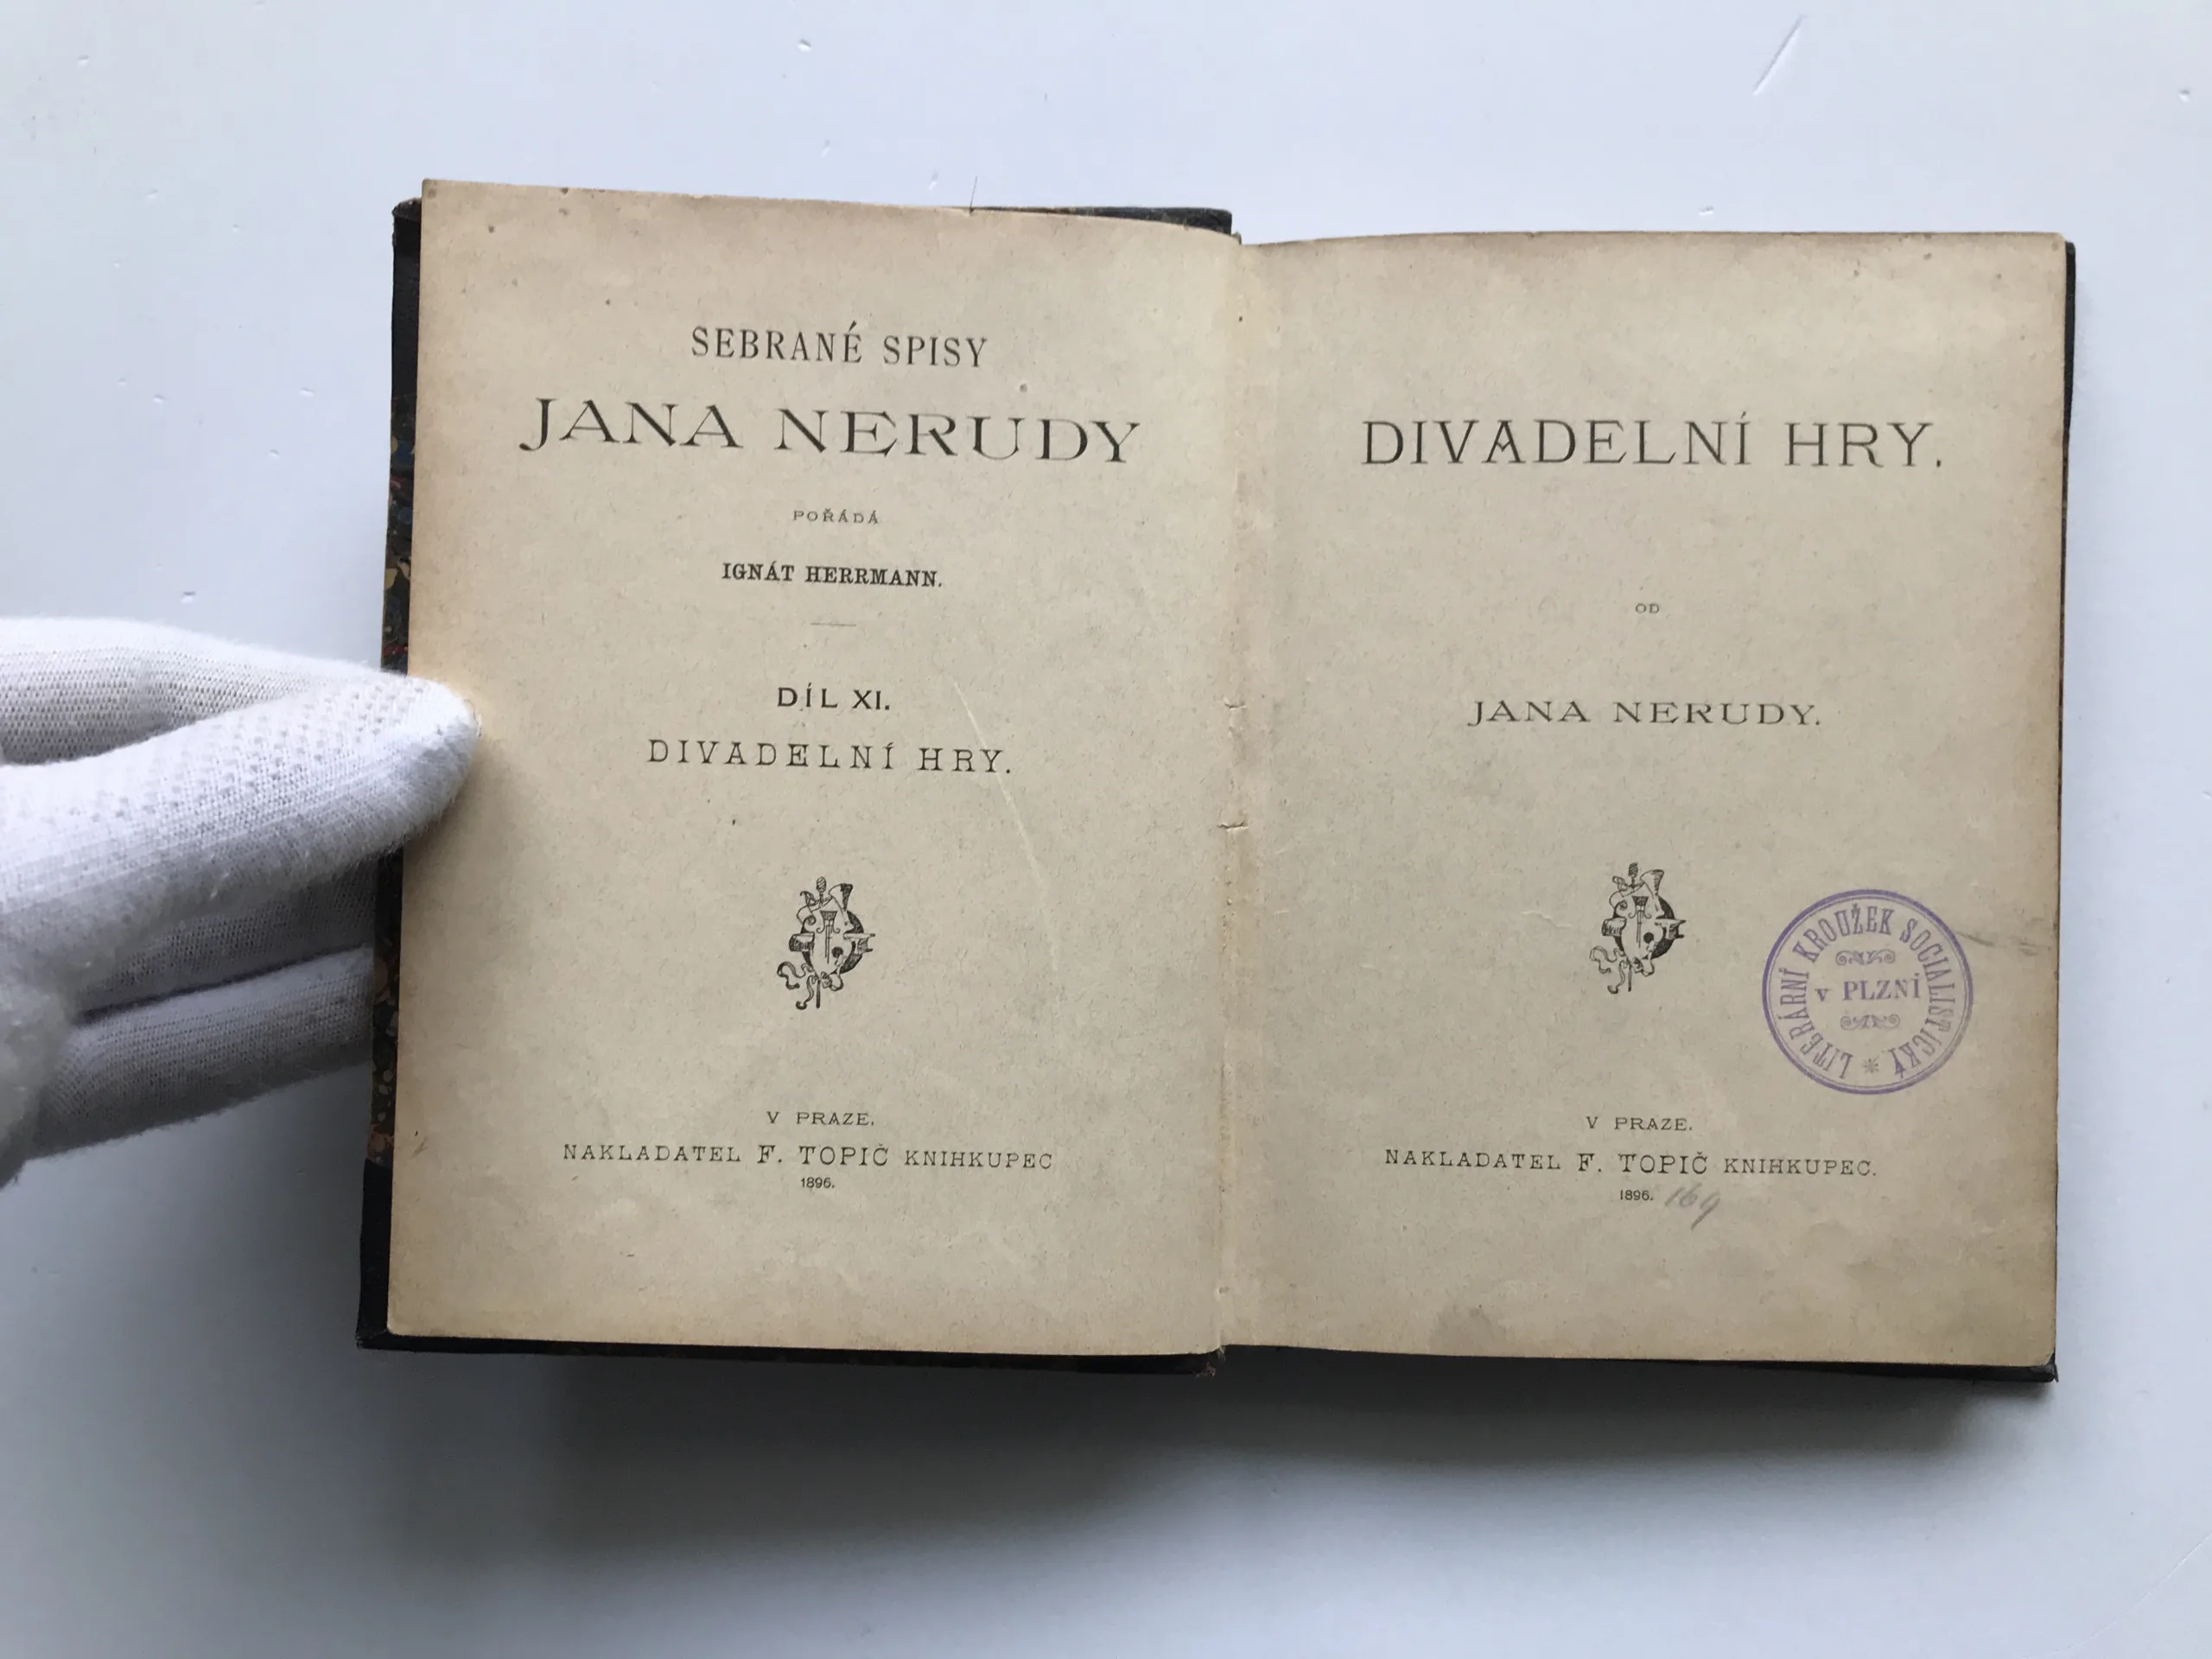 SEBRANÉ SPISY
JANA NERUDY
POŘÁDÁ
IGNÁT HERRMANN.
DÍL XI.
DIVADELNÍ HRY.
V PRAZE.
NAKLADATEL F. TOPIČ KNIHKUPEC
1896.
DIVADELNÍ HRY.
OD
JANA NERUDY.
LITERÁRNÍ KROUŽEK SOCIALISTICKÝ
v PLZNI
V PRAZE.
NAKLADATEL F. TOPIČ KNIHKUPEC.
1896. 169